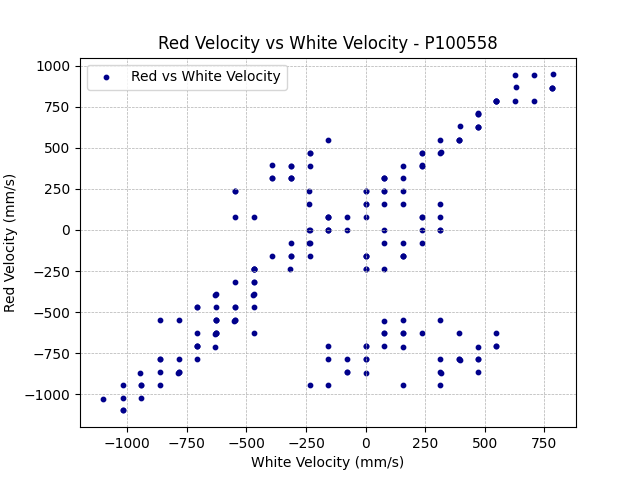 Red Velocity vs White Velocity - P100558
Red vs White Velocity
Red Velocity (mm/s)
1000
750
500
250
0
−250
−500
−750
−1000
−1000 −750 −500 −250 0 250 500 750
White Velocity (mm/s)